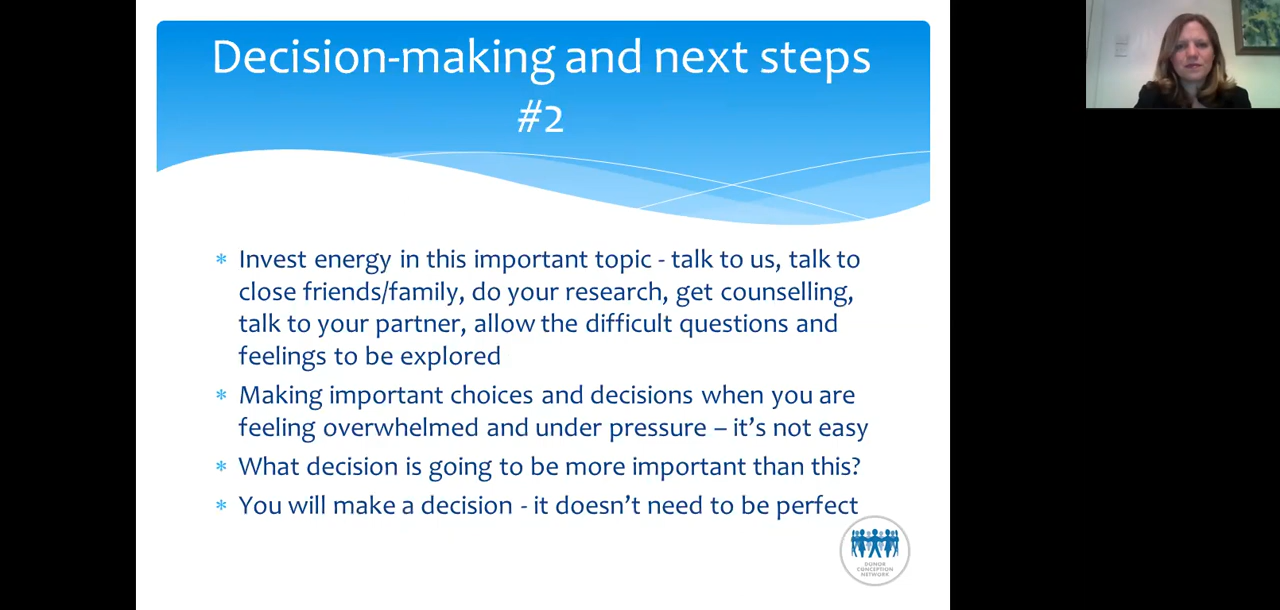 Decision-making and next steps
#2
* Invest energy in this important topic - talk to us, talk to
close friends/family, do your research, get counselling,
talk to your partner, allow the difficult questions and
feelings to be explored
* Making important choices and decisions when you are
feeling overwhelmed and under pressure – it’s not easy
* What decision is going to be more important than this?
* You will make a decision - it doesn’t need to be perfect
DONOR
CONCEPTION
NETWORK